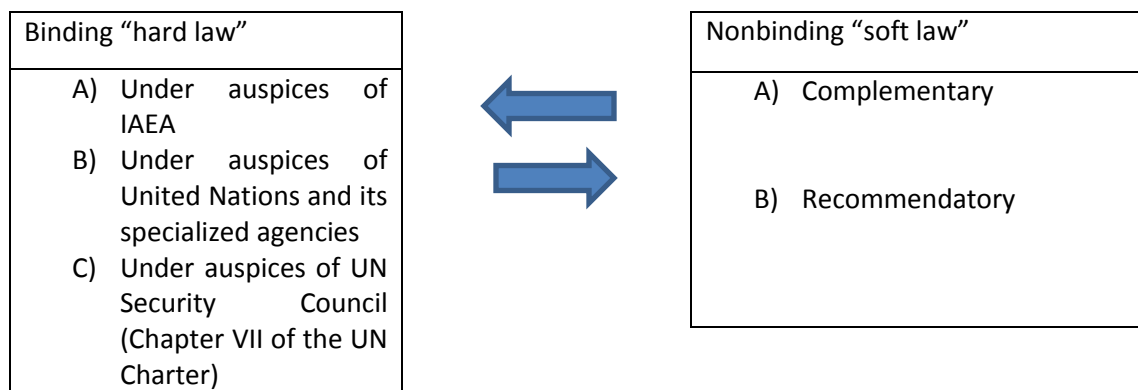 Binding “hard law”
A) Under auspices of
IAEA
B) Under auspices of
United Nations and its
specialized agencies
C) Under auspices of UN
Security Council
(Chapter VII of the UN
Charter)
Nonbinding “soft law”
A) Complementary
B) Recommendatory